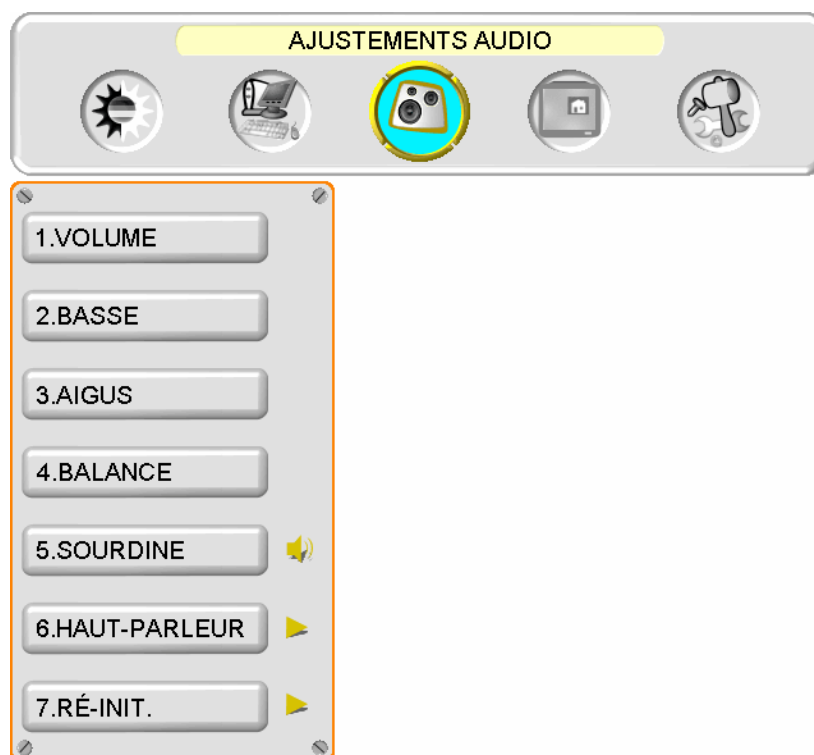 AJUSTEMENTS AUDIO
1.VOLUME
2.BASSE
3.AIGUS
4.BALANCE
5.SOURDINE
6.HAUT-PARLEUR
7.RÉ-INIT.